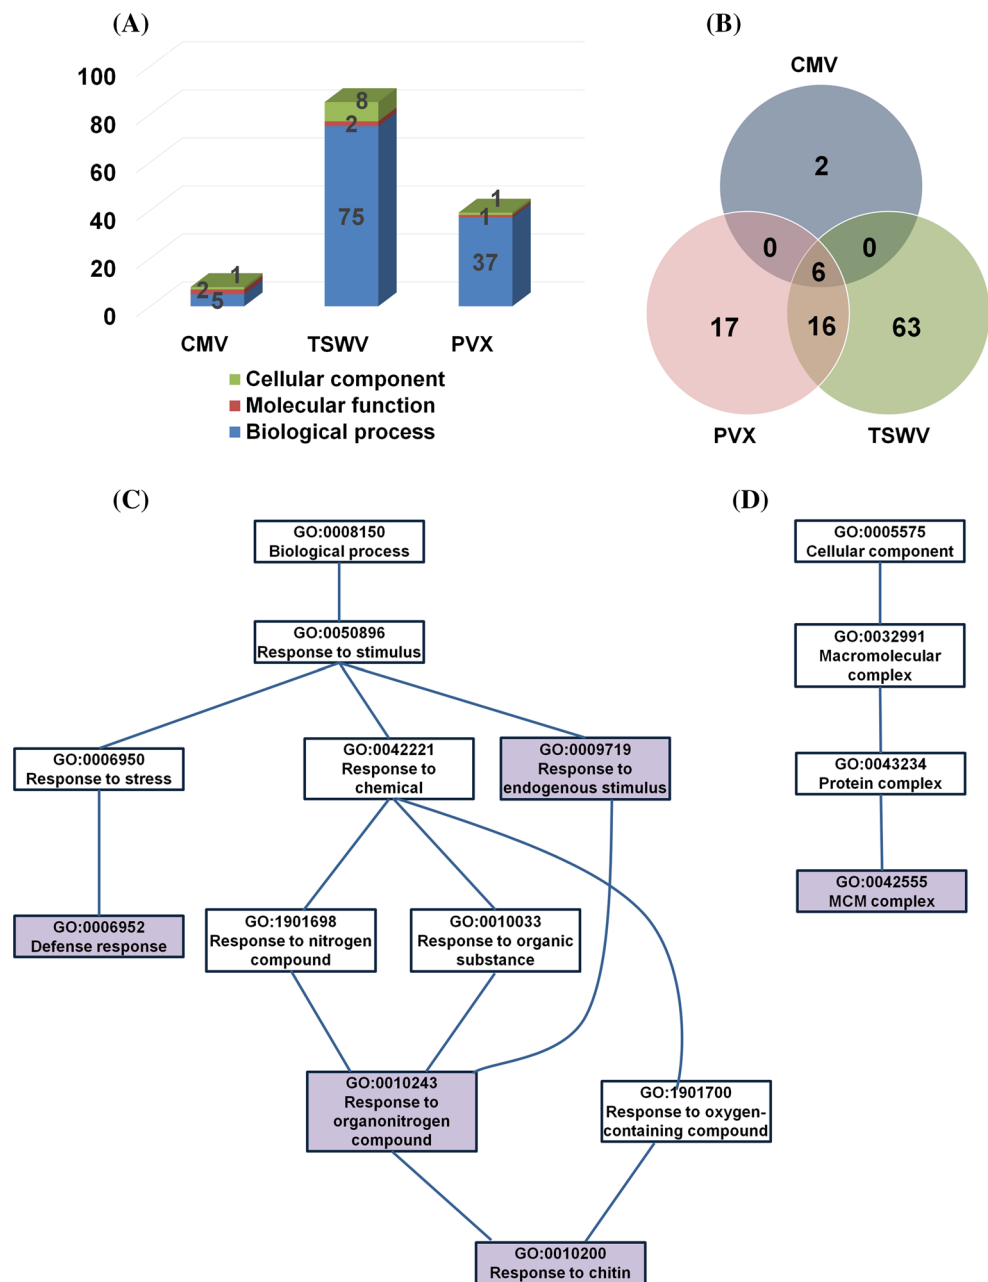 (A)
100
80
60
40
20
0
8
2
75
1
1
37
1
2
5
CMV
TSWV
PVX
Cellular component
Molecular function
Biological process
(B)
CMV
2
0
0
6
17
16
63
PVX
TSWV
(C)
GO:0008150
Biological process
GO:0050896
Response to stimulus
GO:0006950
Response to stress
GO:0042221
Response to
chemical
GO:0009719
Response to
endogenous stimulus
GO:0006952
Defense response
GO:1901698
Response to nitrogen
compound
GO:0010033
Response to organic
substance
GO:0010243
Response to
organonitrogen
compound
GO:1901700
Response to oxygen-
containing compound
GO:0010200
Response to chitin
(D)
GO:0005575
Cellular component
GO:0032991
Macromolecular
complex
GO:0043234
Protein complex
GO:0042555
MCM complex